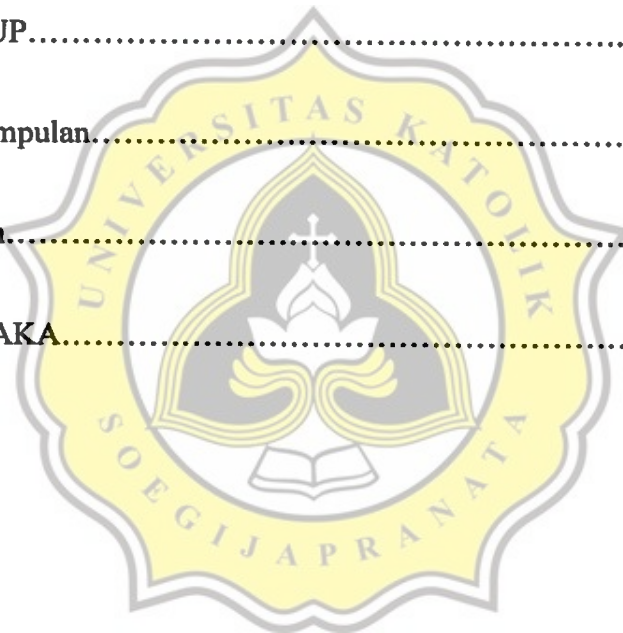 UP..............................................................
mpulan..............................................................
n..............................................................
AKA..............................................................
UNIVERSITAS KATOLIK
SOEGIJAPRANATA